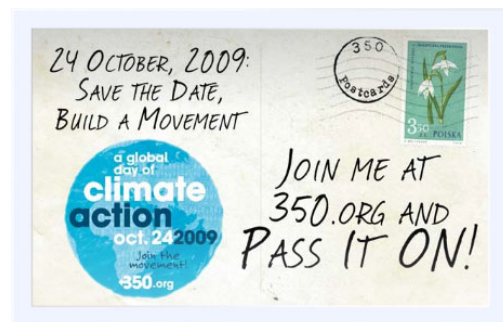 24 October, 2009:
Save the Date,
Build a Movement
350
Postcards
3.50
ZŁ POLSKA
a global
day of
climate
action
oct. 24 2009
Join the
movement!
350.org
Join me at
350.org and
Pass It On!